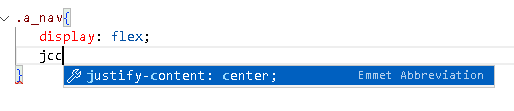 .a_nav{
display: flex;
jcc
justify-content: center; Emmet Abbreviation
}